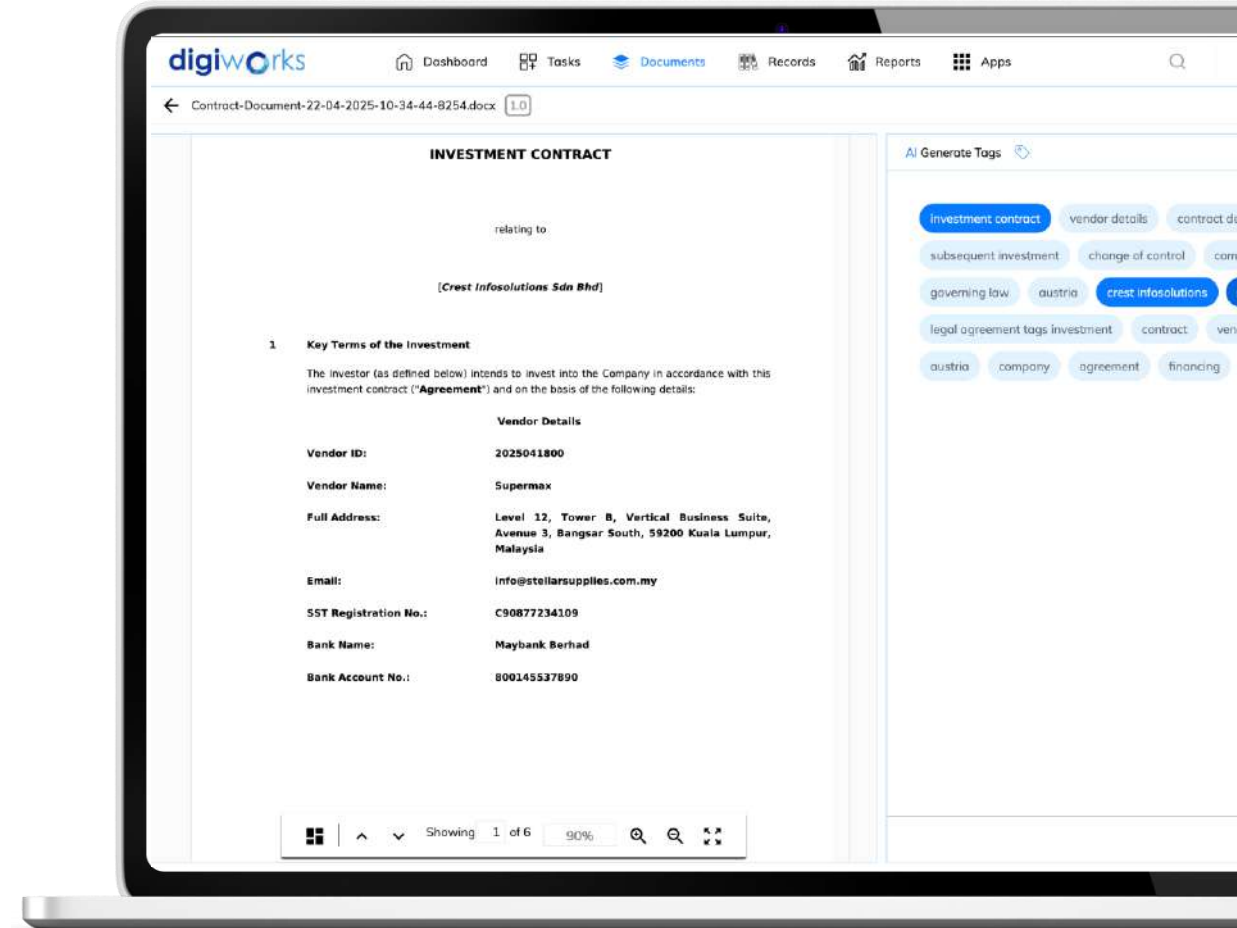 digiworks
Dashboard
Tasks
Documents
Records
Reports
Apps
Contract-Document-22-04-2025-10-34-44-8254.docx 1.0
INVESTMENT CONTRACT
relating to
[Crest Infosolutions Sdn Bhd]
1 Key Terms of the Investment
The investor (as defined below) intends to invest into the Company in accordance with this
investment contract ("Agreement") and on the basis of the following details:
Vendor Details
Vendor ID: 2025041800
Vendor Name: Supermax
Full Address: Level 12, Tower B, Vertical Business Suite,
Avenue 3, Bangsar South, 59200 Kuala Lumpur,
Malaysia
Email: info@stellarsupplies.com.my
SST Registration No.: C90877234109
Bank Name: Maybank Berhad
Bank Account No.: 800145537890
Showing 1 of 6 90%
AI Generate Tags
investment contract vendor details contract
subsequent investment change of control
governing law austria crest infosolutions
legal agreement tags investment contract
austria company agreement financing